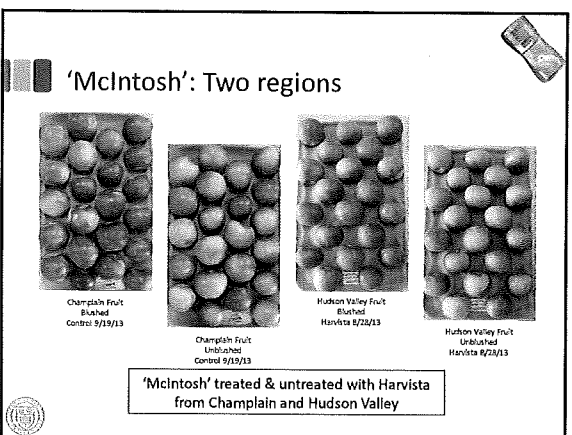 'McIntosh': Two regions
Champlain Fruit
Blushed
Control 9/19/13
Champlain Fruit
Unblushed
Control 9/19/13
Hudson Valley Fruit
Blushed
Harvista 8/28/13
Hudson Valley Fruit
Unblushed
Harvista 8/28/13
'McIntosh' treated & untreated with Harvista
from Champlain and Hudson Valley